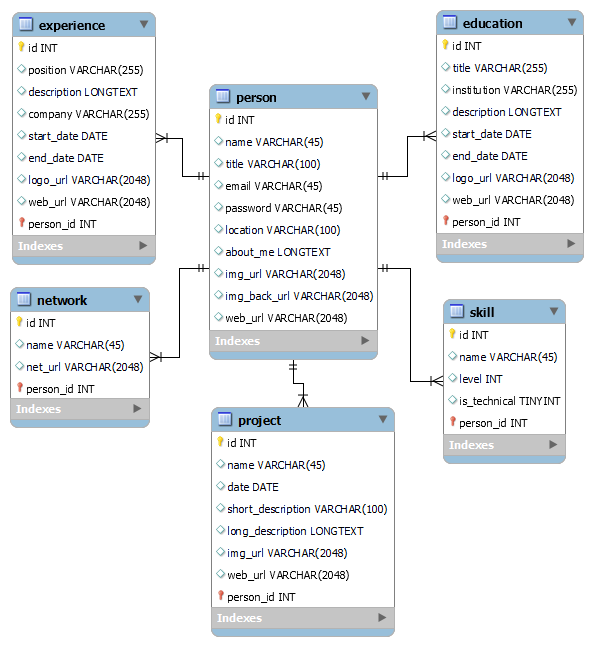 experience
id INT
position VARCHAR(255)
description LONGTEXT
company VARCHAR(255)
start_date DATE
end_date DATE
logo_url VARCHAR(2048)
web_url VARCHAR(2048)
person_id INT
Indexes
person
id INT
name VARCHAR(45)
title VARCHAR(100)
email VARCHAR(45)
password VARCHAR(45)
location VARCHAR(100)
about_me LONGTEXT
img_url VARCHAR(2048)
img_back_url VARCHAR(2048)
web_url VARCHAR(2048)
Indexes
education
id INT
title VARCHAR(255)
institution VARCHAR(255)
description LONGTEXT
start_date DATE
end_date DATE
logo_url VARCHAR(2048)
web_url VARCHAR(2048)
person_id INT
Indexes
network
id INT
name VARCHAR(45)
net_url VARCHAR(2048)
person_id INT
Indexes
project
id INT
name VARCHAR(45)
date DATE
short_description VARCHAR(100)
long_description LONGTEXT
img_url VARCHAR(2048)
web_url VARCHAR(2048)
person_id INT
Indexes
skill
id INT
name VARCHAR(45)
level INT
is_technical TINYINT
person_id INT
Indexes